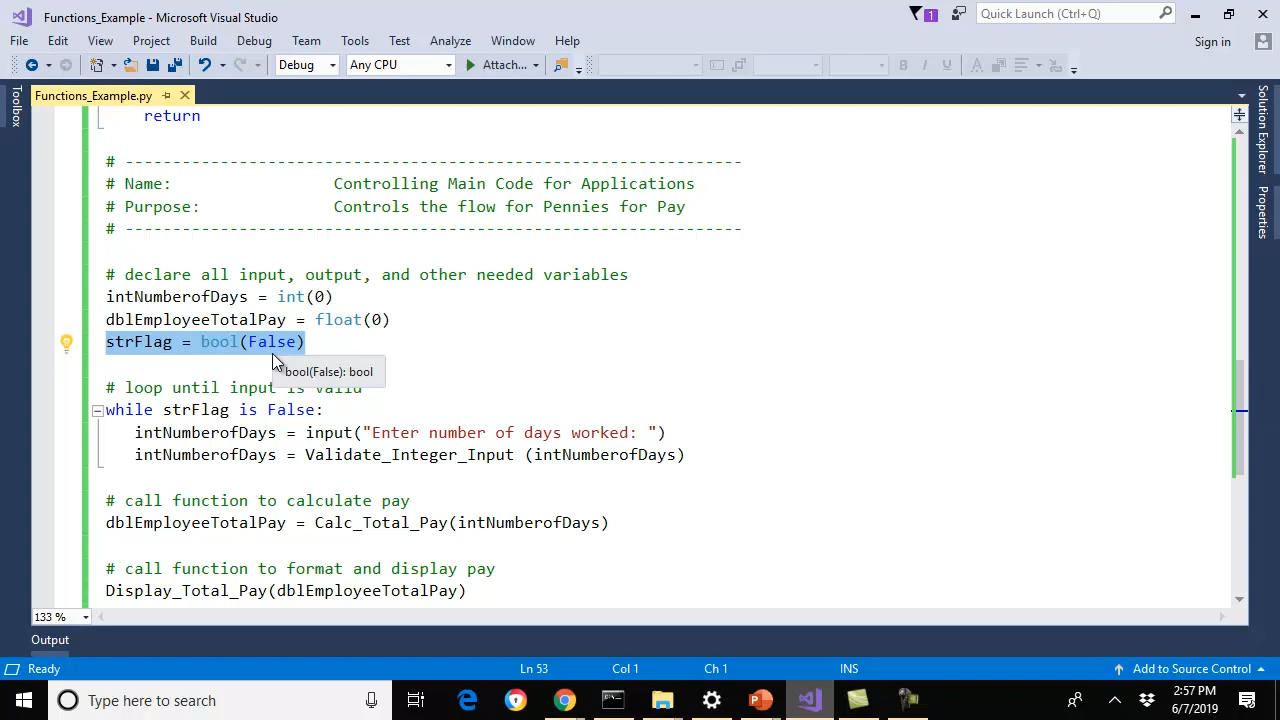 Functions_Example - Microsoft Visual Studio
1
Quick Launch (Ctrl+Q)
File Edit View Project Build Debug Team Tools Test Analyze Window Help
Sign in
Debug Any CPU Attach...
Toolbox
Functions_Example.py
Solution Explorer
Properties
return
# -----------------------------------------------------------------
# Name: Controlling Main Code for Applications
# Purpose: Controls the flow for Pennies for Pay
# -----------------------------------------------------------------
# declare all input, output, and other needed variables
intNumberofDays = int(0)
dblEmployeeTotalPay = float(0)
strFlag = bool(False)
bool(False): bool
# loop until input is valid
while strFlag is False:
intNumberofDays = input("Enter number of days worked: ")
intNumberofDays = Validate_Integer_Input (intNumberofDays)
# call function to calculate pay
dblEmployeeTotalPay = Calc_Total_Pay(intNumberofDays)
# call function to format and display pay
Display_Total_Pay(dblEmployeeTotalPay)
133 %
Output
Ready Ln 53 Col 1 Ch 1 INS Add to Source Control
Type here to search
2:57 PM
6/7/2019